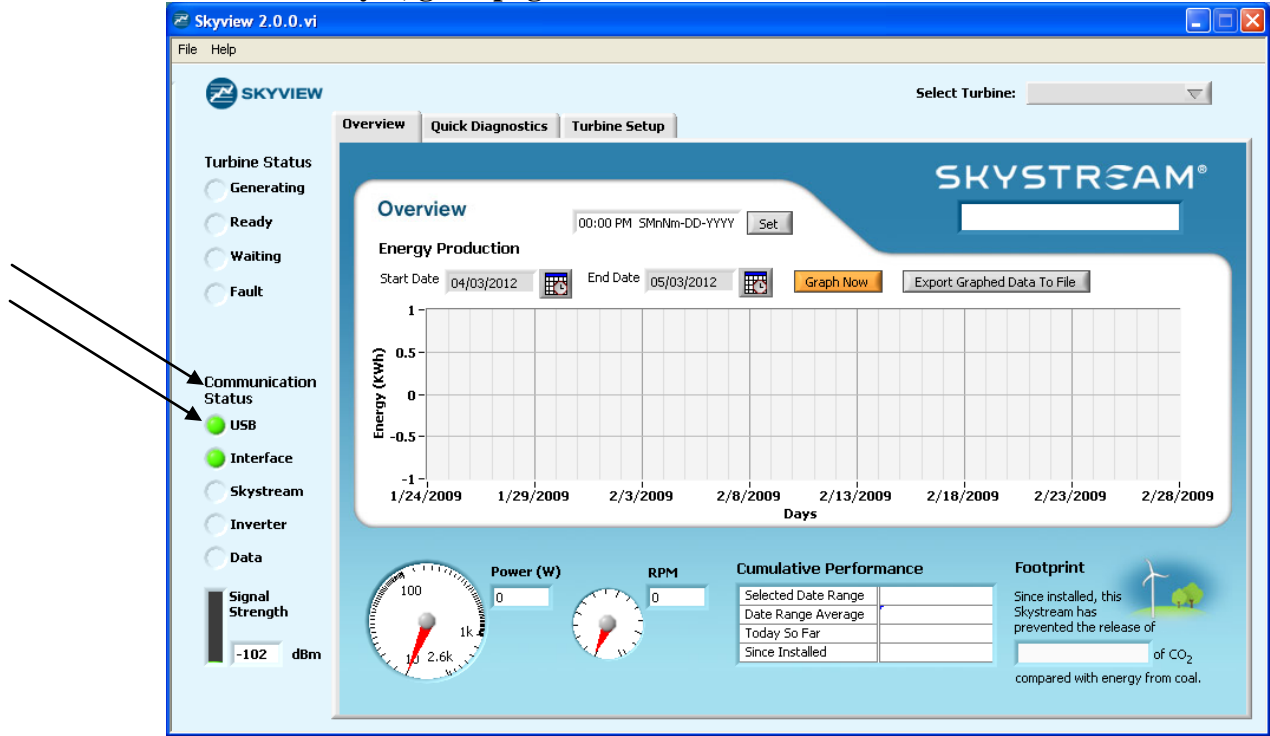 Skyview 2.0.0.vi
File Help
SKYVIEW
Select Turbine:
Overview Quick Diagnostics Turbine Setup
Turbine Status
Generating
Ready
Waiting
Fault
Communication
Status
USB
Interface
Skystream
Inverter
Data
Signal
Strength
-102 dBm
SKYSTREAM®
Overview
00:00 PM SMnNm-DD-YYYY Set
Energy Production
Start Date 04/03/2012 End Date 05/03/2012 Graph Now Export Graphed Data To File
Energy (KWh)
1
0.5
0
-0.5
-1
1/24/2009 1/29/2009 2/3/2009 2/8/2009 2/13/2009 2/18/2009 2/23/2009 2/28/2009
Days
100
1k
10 2.6k
Power (W)
0
RPM
0
Cumulative Performance
Selected Date Range
Date Range Average
Today So Far
Since Installed
Footprint
Since installed, this
Skystream has
prevented the release of
of CO₂
compared with energy from coal.